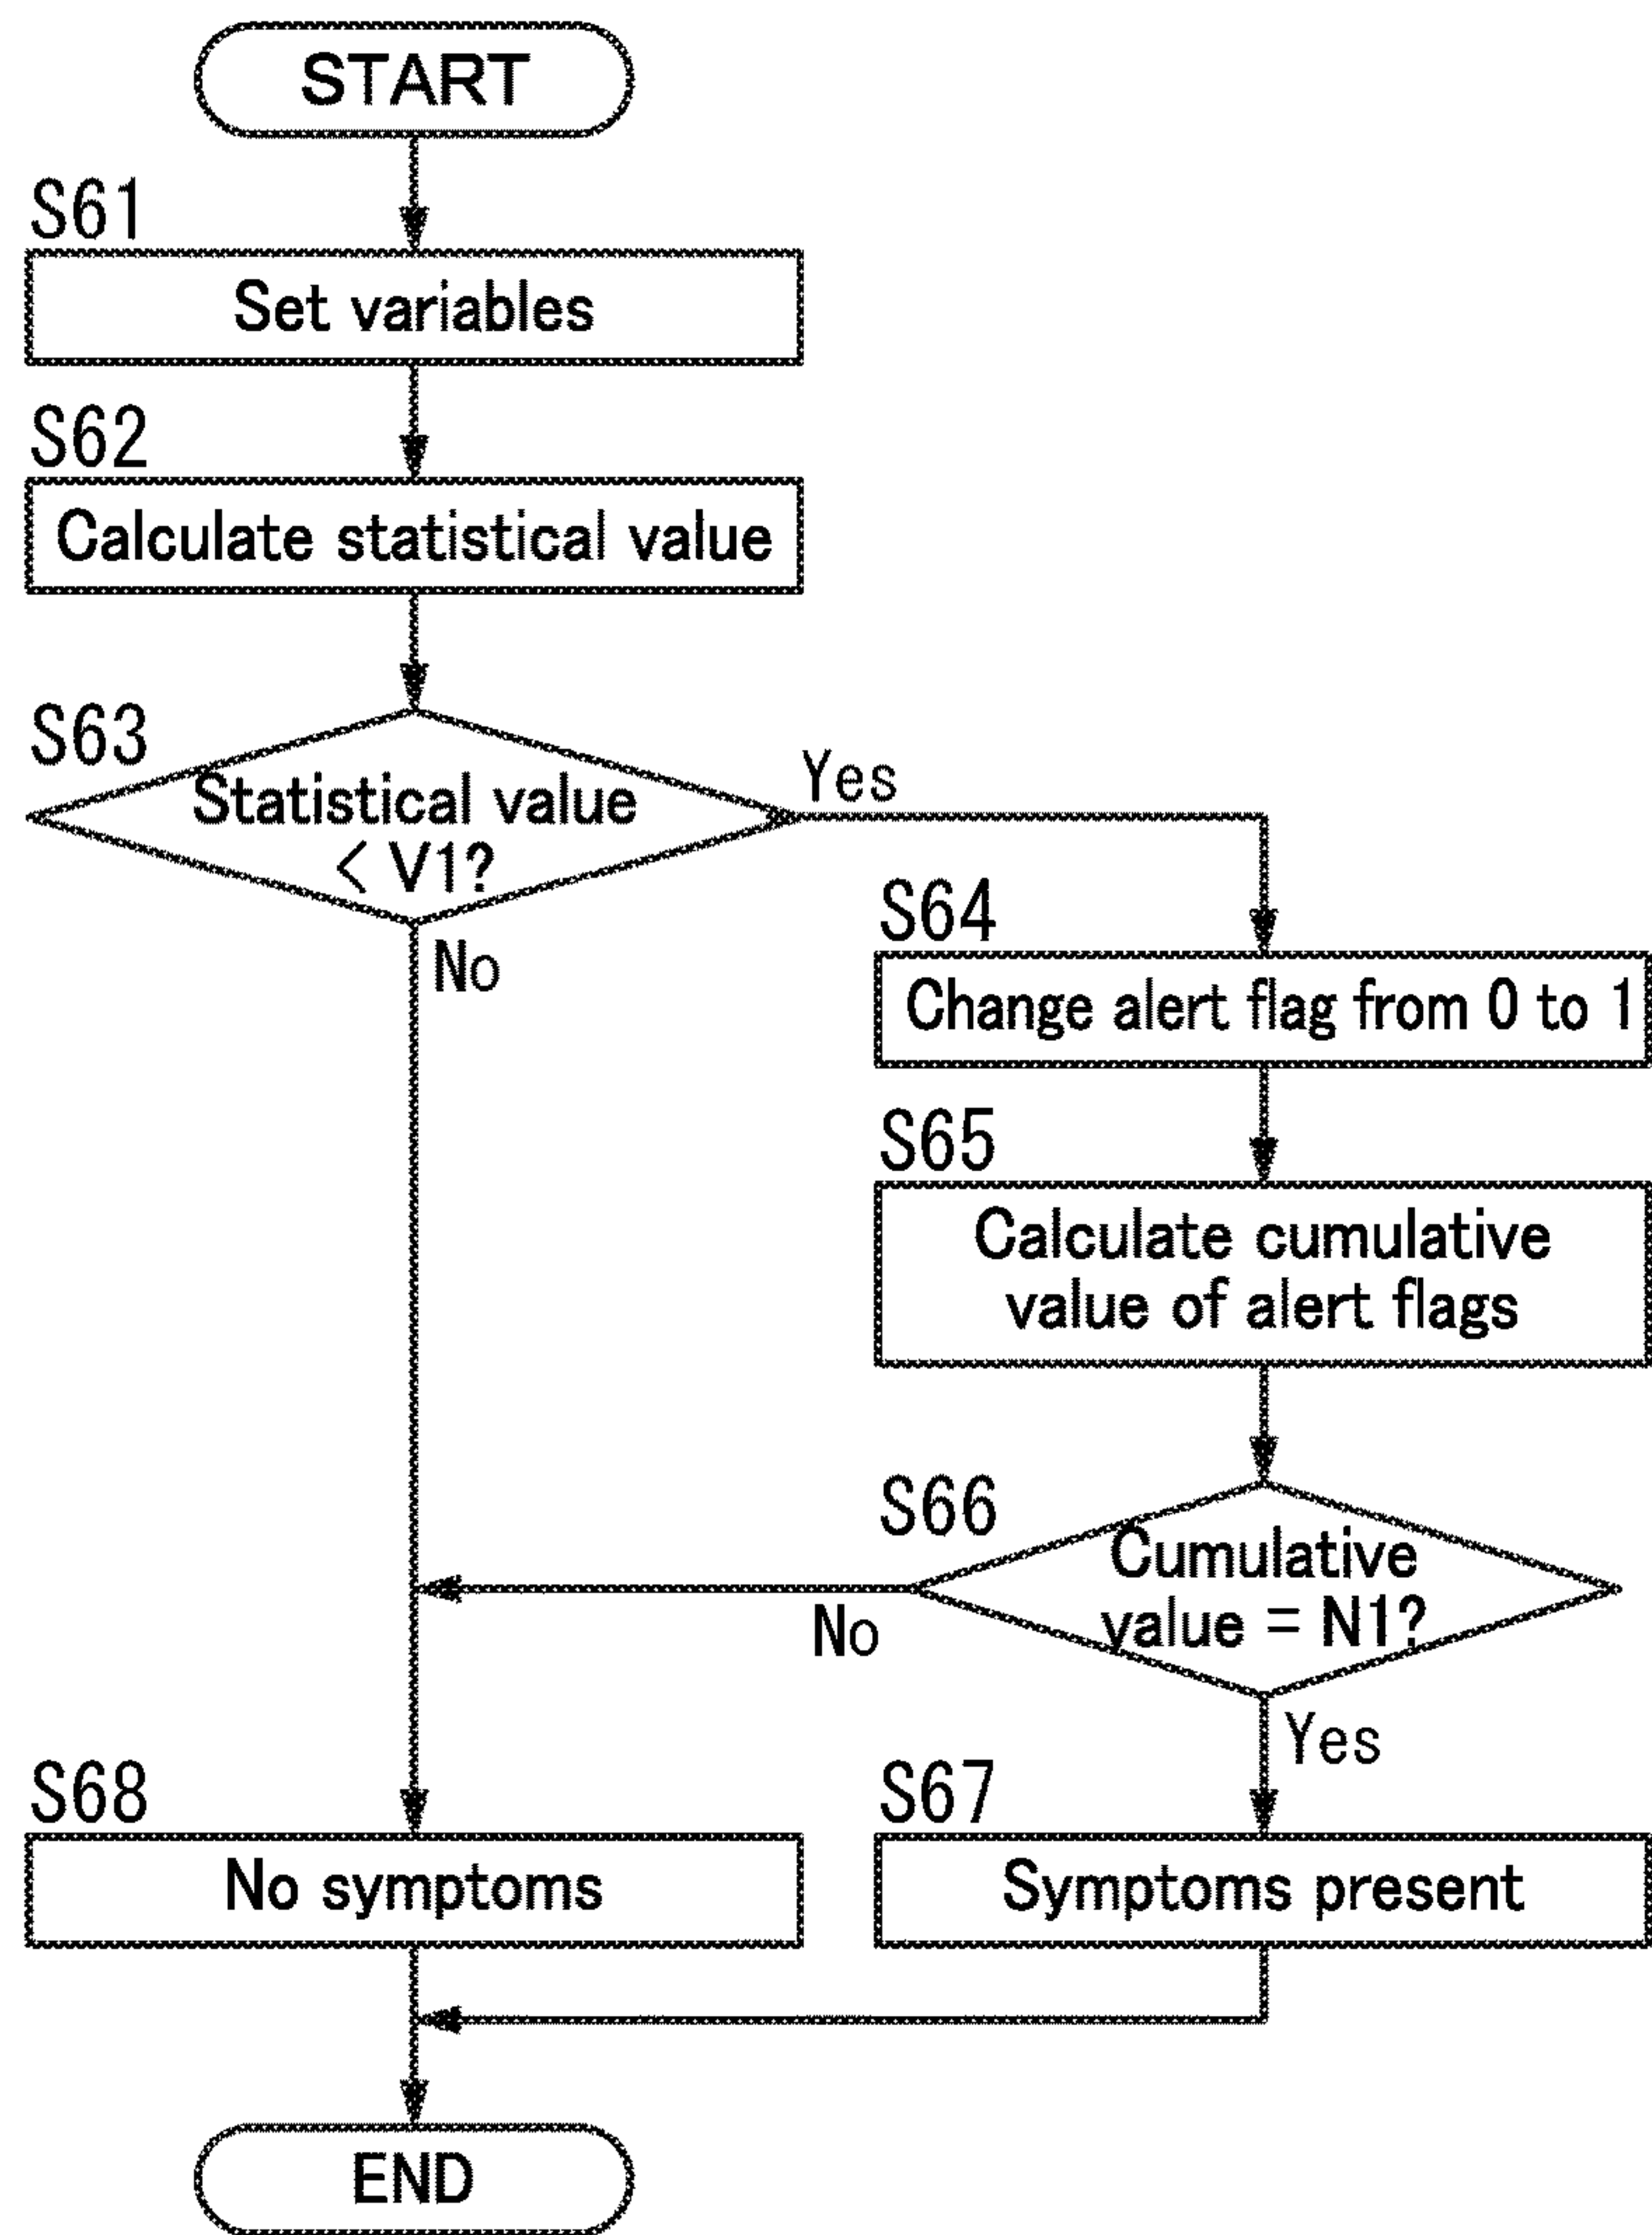 START
S61
Set variables
S62
Calculate statistical value
S63
Statistical value
< V1?
Yes
No
S64
Change alert flag from 0 to 1
S65
Calculate cumulative
value of alert flags
S66
Cumulative
value = N1?
No
Yes
S68
No symptoms
S67
Symptoms present
END